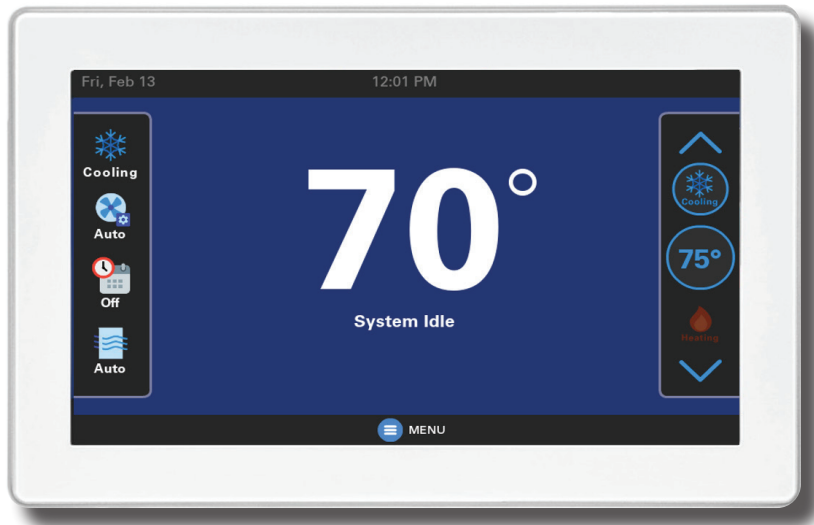 Fri, Feb 13
12:01 PM
Cooling
Auto
Off
Auto
70°
System Idle
Cooling
75°
Heating
MENU